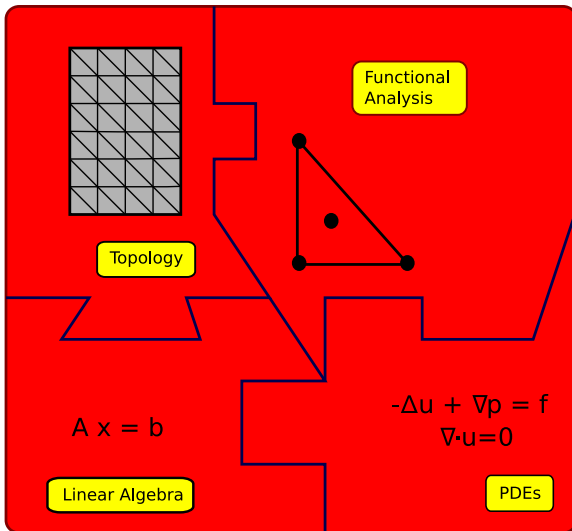 Functional
Analysis
Topology
A x = b
Linear Algebra
-Δu + ∇p = f
∇·u=0
PDEs